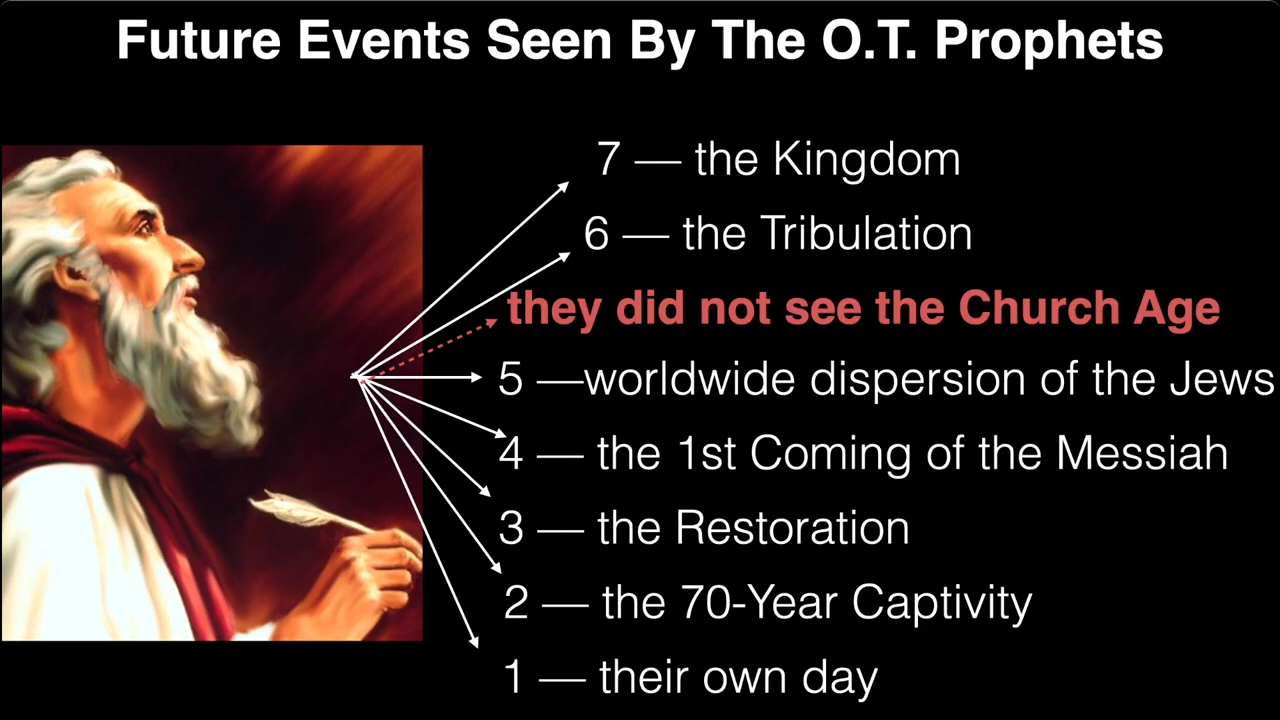 Future Events Seen By The O.T. Prophets
7 — the Kingdom
6 — the Tribulation
they did not see the Church Age
5 —worldwide dispersion of the Jews
4 — the 1st Coming of the Messiah
3 — the Restoration
2 — the 70-Year Captivity
1 — their own day